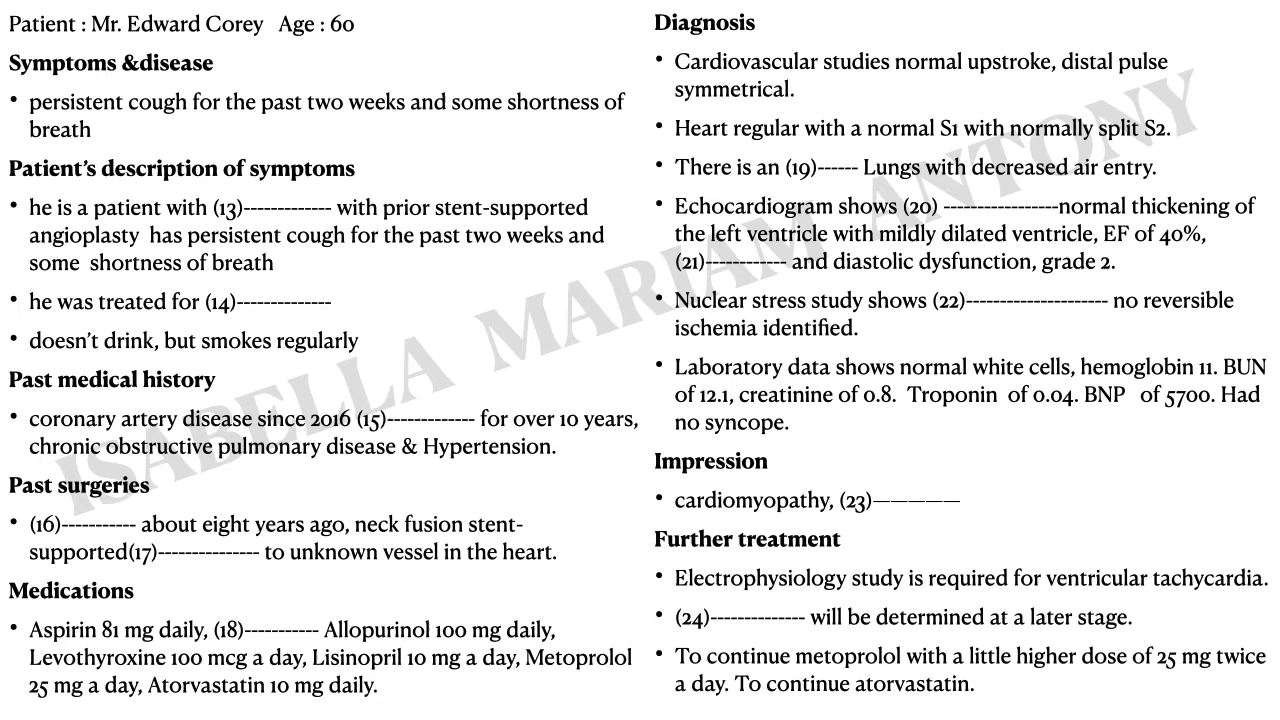 Patient : Mr. Edward Corey   Age : 60
Symptoms &disease
• persistent cough for the past two weeks and some shortness of
breath
Patient's description of symptoms
• he is a patient with (13)------------- with prior stent-supported
angioplasty  has persistent cough for the past two weeks and
some  shortness of breath
• he was treated for (14)--------------
• doesn't drink, but smokes regularly
Past medical history
• coronary artery disease since 2016 (15)------------- for over 10 years,
chronic obstructive pulmonary disease & Hypertension.
Past surgeries
• (16)----------- about eight years ago, neck fusion stent-
supported(17)--------------- to unknown vessel in the heart.
Medications
• Aspirin 81 mg daily, (18)----------- Allopurinol 100 mg daily,
Levothyroxine 100 mcg a day, Lisinopril 10 mg a day, Metoprolol
25 mg a day, Atorvastatin 10 mg daily.
Diagnosis
• Cardiovascular studies normal upstroke, distal pulse
symmetrical.
• Heart regular with a normal S1 with normally split S2.
• There is an (19)------ Lungs with decreased air entry.
• Echocardiogram shows (20) -----------------normal thickening of
the left ventricle with mildly dilated ventricle, EF of 40%,
(21)------------ and diastolic dysfunction, grade 2.
• Nuclear stress study shows (22)--------------------- no reversible
ischemia identified.
• Laboratory data shows normal white cells, hemoglobin 11. BUN
of 12.1, creatinine of 0.8.  Troponin  of 0.04. BNP   of 5700. Had
no syncope.
Impression
• cardiomyopathy, (23)—————
Further treatment
• Electrophysiology study is required for ventricular tachycardia.
• (24)-------------- will be determined at a later stage.
• To continue metoprolol with a little higher dose of 25 mg twice
a day. To continue atorvastatin.
ISABELLA MARIAM ANTONY